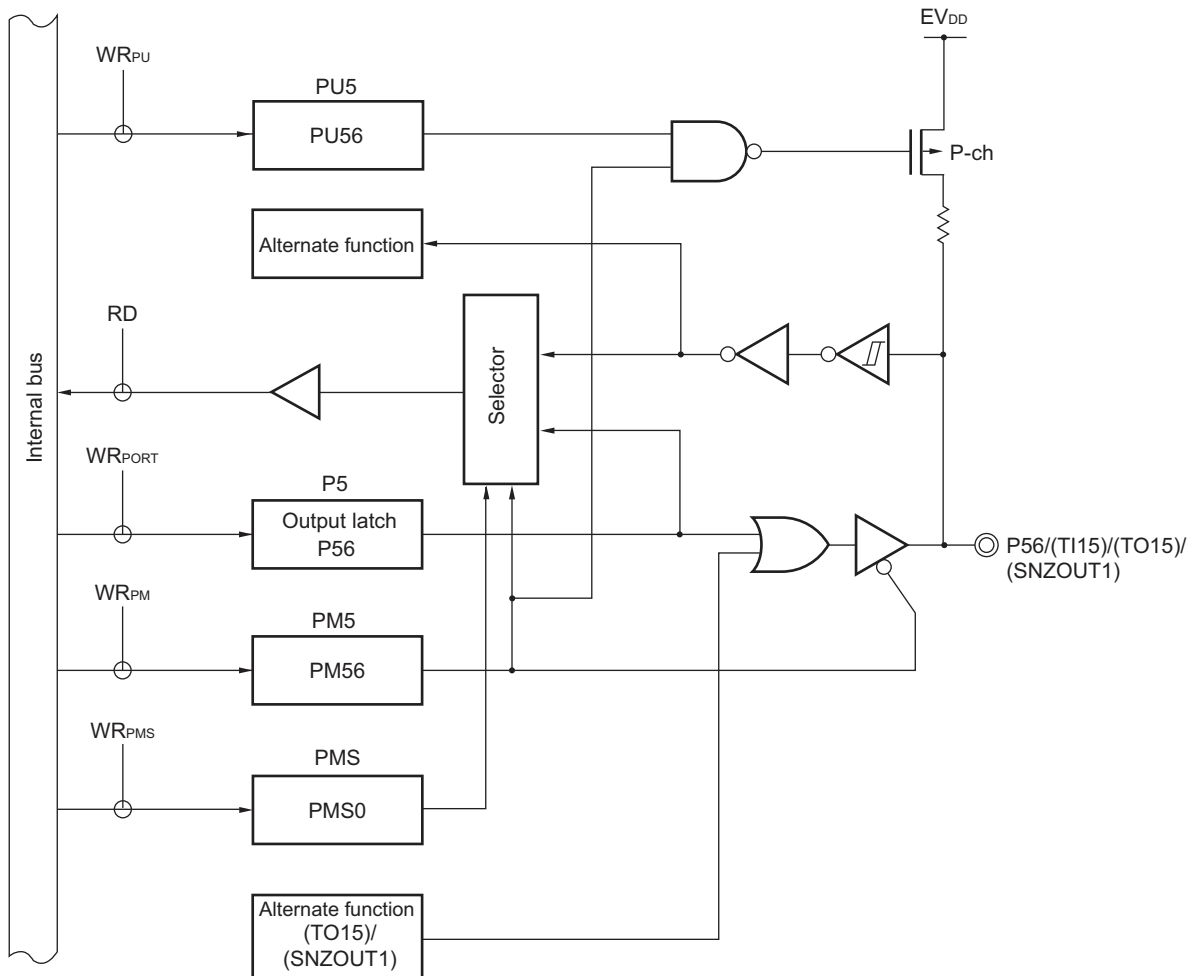 EVDD
WRPU
PU5
PU56
P-ch
Alternate function
RD
Internal bus
Selector
WRPORT
P5
Output latch
P56
P56/(TI15)/(TO15)/
(SNZOUT1)
WRPM
PM5
PM56
WRPMS
PMS
PMS0
Alternate function
(TO15)/
(SNZOUT1)